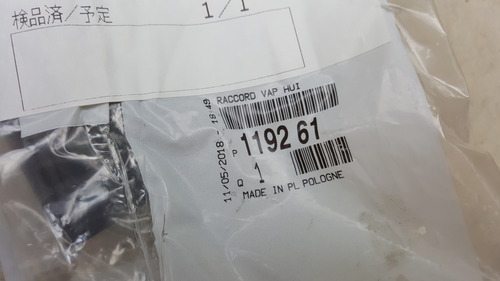 検品済/予定
1/1
RACCORD VAP HUI
11/05/2018 - 18:49
P 1192 61
Q 1
MADE IN PL POLOGNE